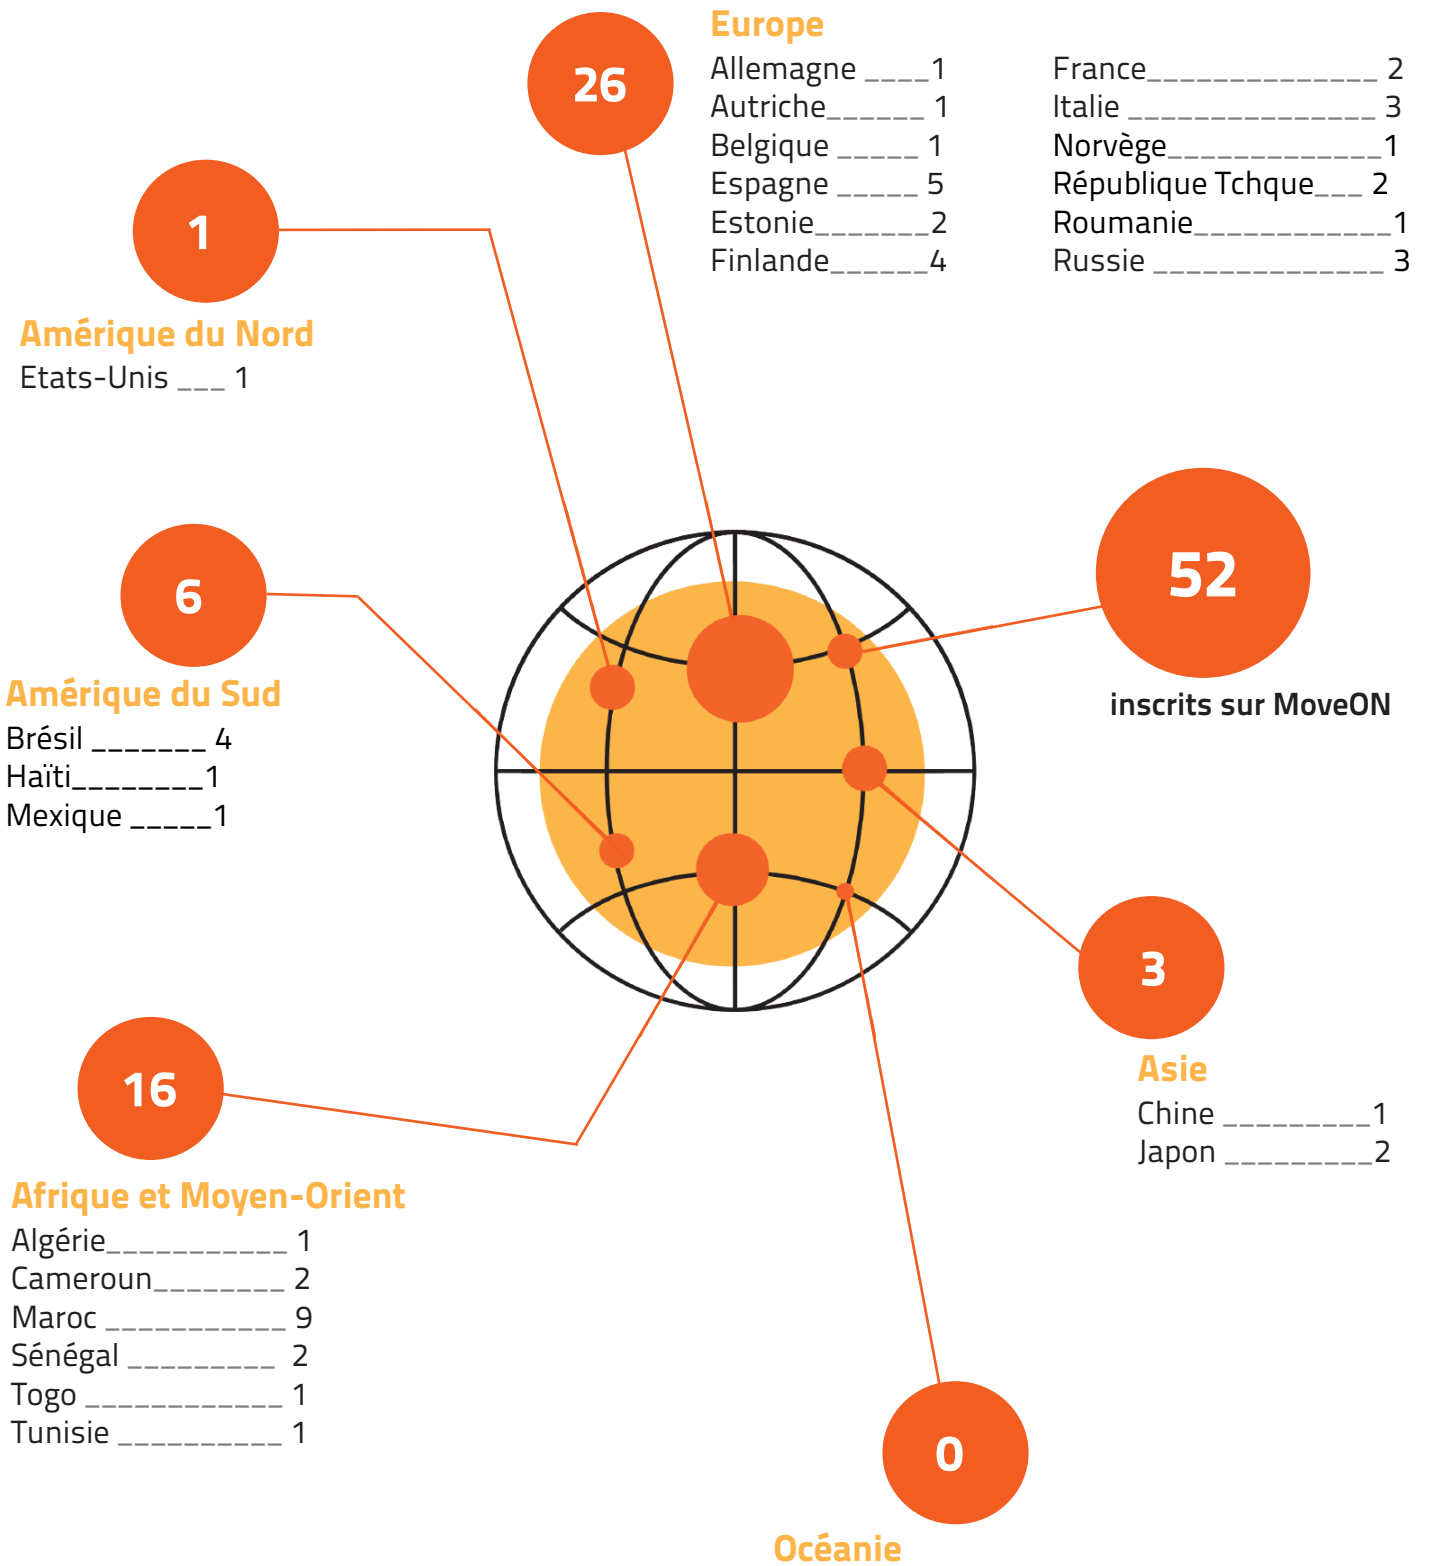 26
Europe
Allemagne ____1
Autriche______ 1
Belgique _____ 1
Espagne _____ 5
Estonie_______2
Finlande______4
France______________ 2
Italie _______________ 3
Norvège_____________1
République Tchque___ 2
Roumanie____________1
Russie ______________ 3
1
Amérique du Nord
Etats-Unis ___ 1
52
inscrits sur MoveON
6
Amérique du Sud
Brésil _______ 4
Haïti________1
Mexique _____1
3
Asie
Chine _________1
Japon _________2
16
Afrique et Moyen-Orient
Algérie___________ 1
Cameroun________ 2
Maroc ___________ 9
Sénégal _________ 2
Togo ____________ 1
Tunisie __________ 1
0
Océanie